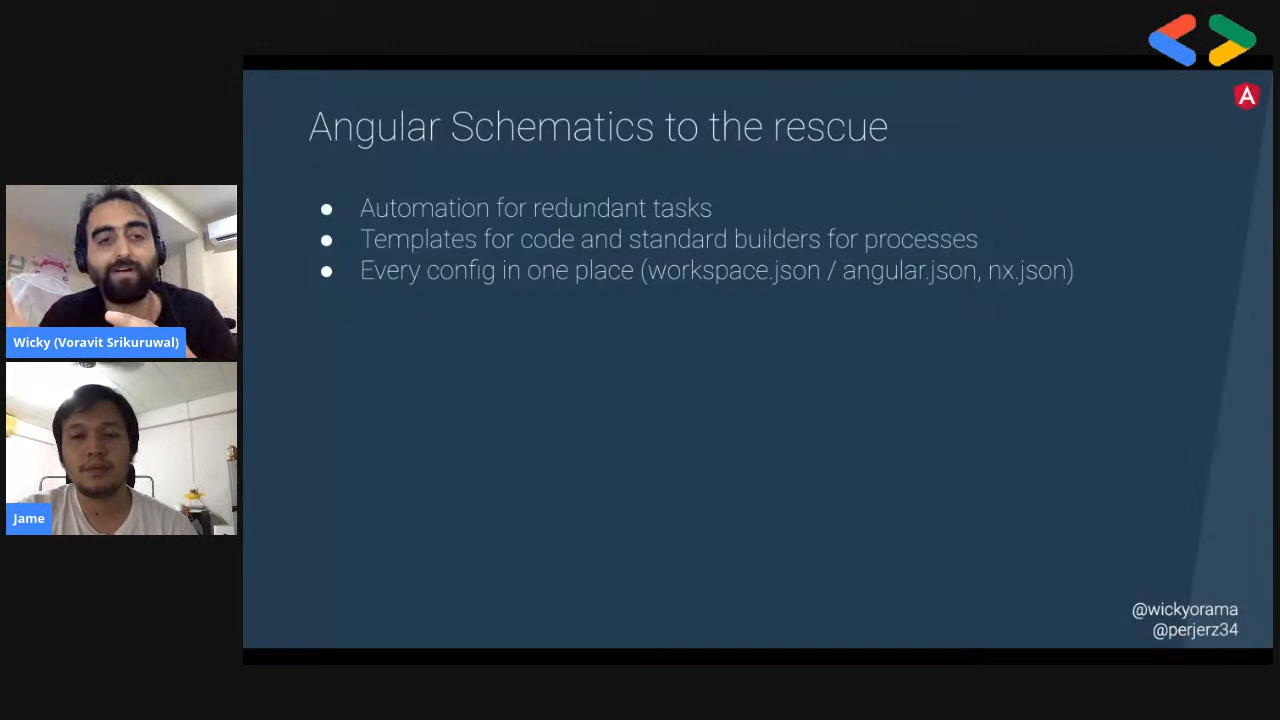 Angular Schematics to the rescue
● Automation for redundant tasks
● Templates for code and standard builders for processes
● Every config in one place (workspace.json / angular.json, nx.json)
Wicky (Voravit Srikuruwal)
Jame
@wickyorama
@perjerz34